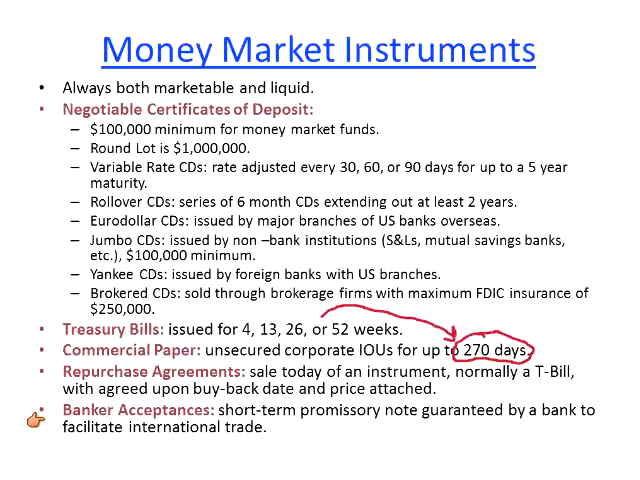 Money Market Instruments
• Always both marketable and liquid.
• Negotiable Certificates of Deposit:
– $100,000 minimum for money market funds.
– Round Lot is $1,000,000.
– Variable Rate CDs: rate adjusted every 30, 60, or 90 days for up to a 5 year
maturity.
– Rollover CDs: series of 6 month CDs extending out at least 2 years.
– Eurodollar CDs: issued by major branches of US banks overseas.
– Jumbo CDs: issued by non –bank institutions (S&Ls, mutual savings banks,
etc.), $100,000 minimum.
– Yankee CDs: issued by foreign banks with US branches.
– Brokered CDs: sold through brokerage firms with maximum FDIC insurance of
$250,000.
• Treasury Bills: issued for 4, 13, 26, or 52 weeks.
• Commercial Paper: unsecured corporate IOUs for up to 270 days.
• Repurchase Agreements: sale today of an instrument, normally a T-Bill,
with agreed upon buy-back date and price attached.
• Banker Acceptances: short-term promissory note guaranteed by a bank to
facilitate international trade.